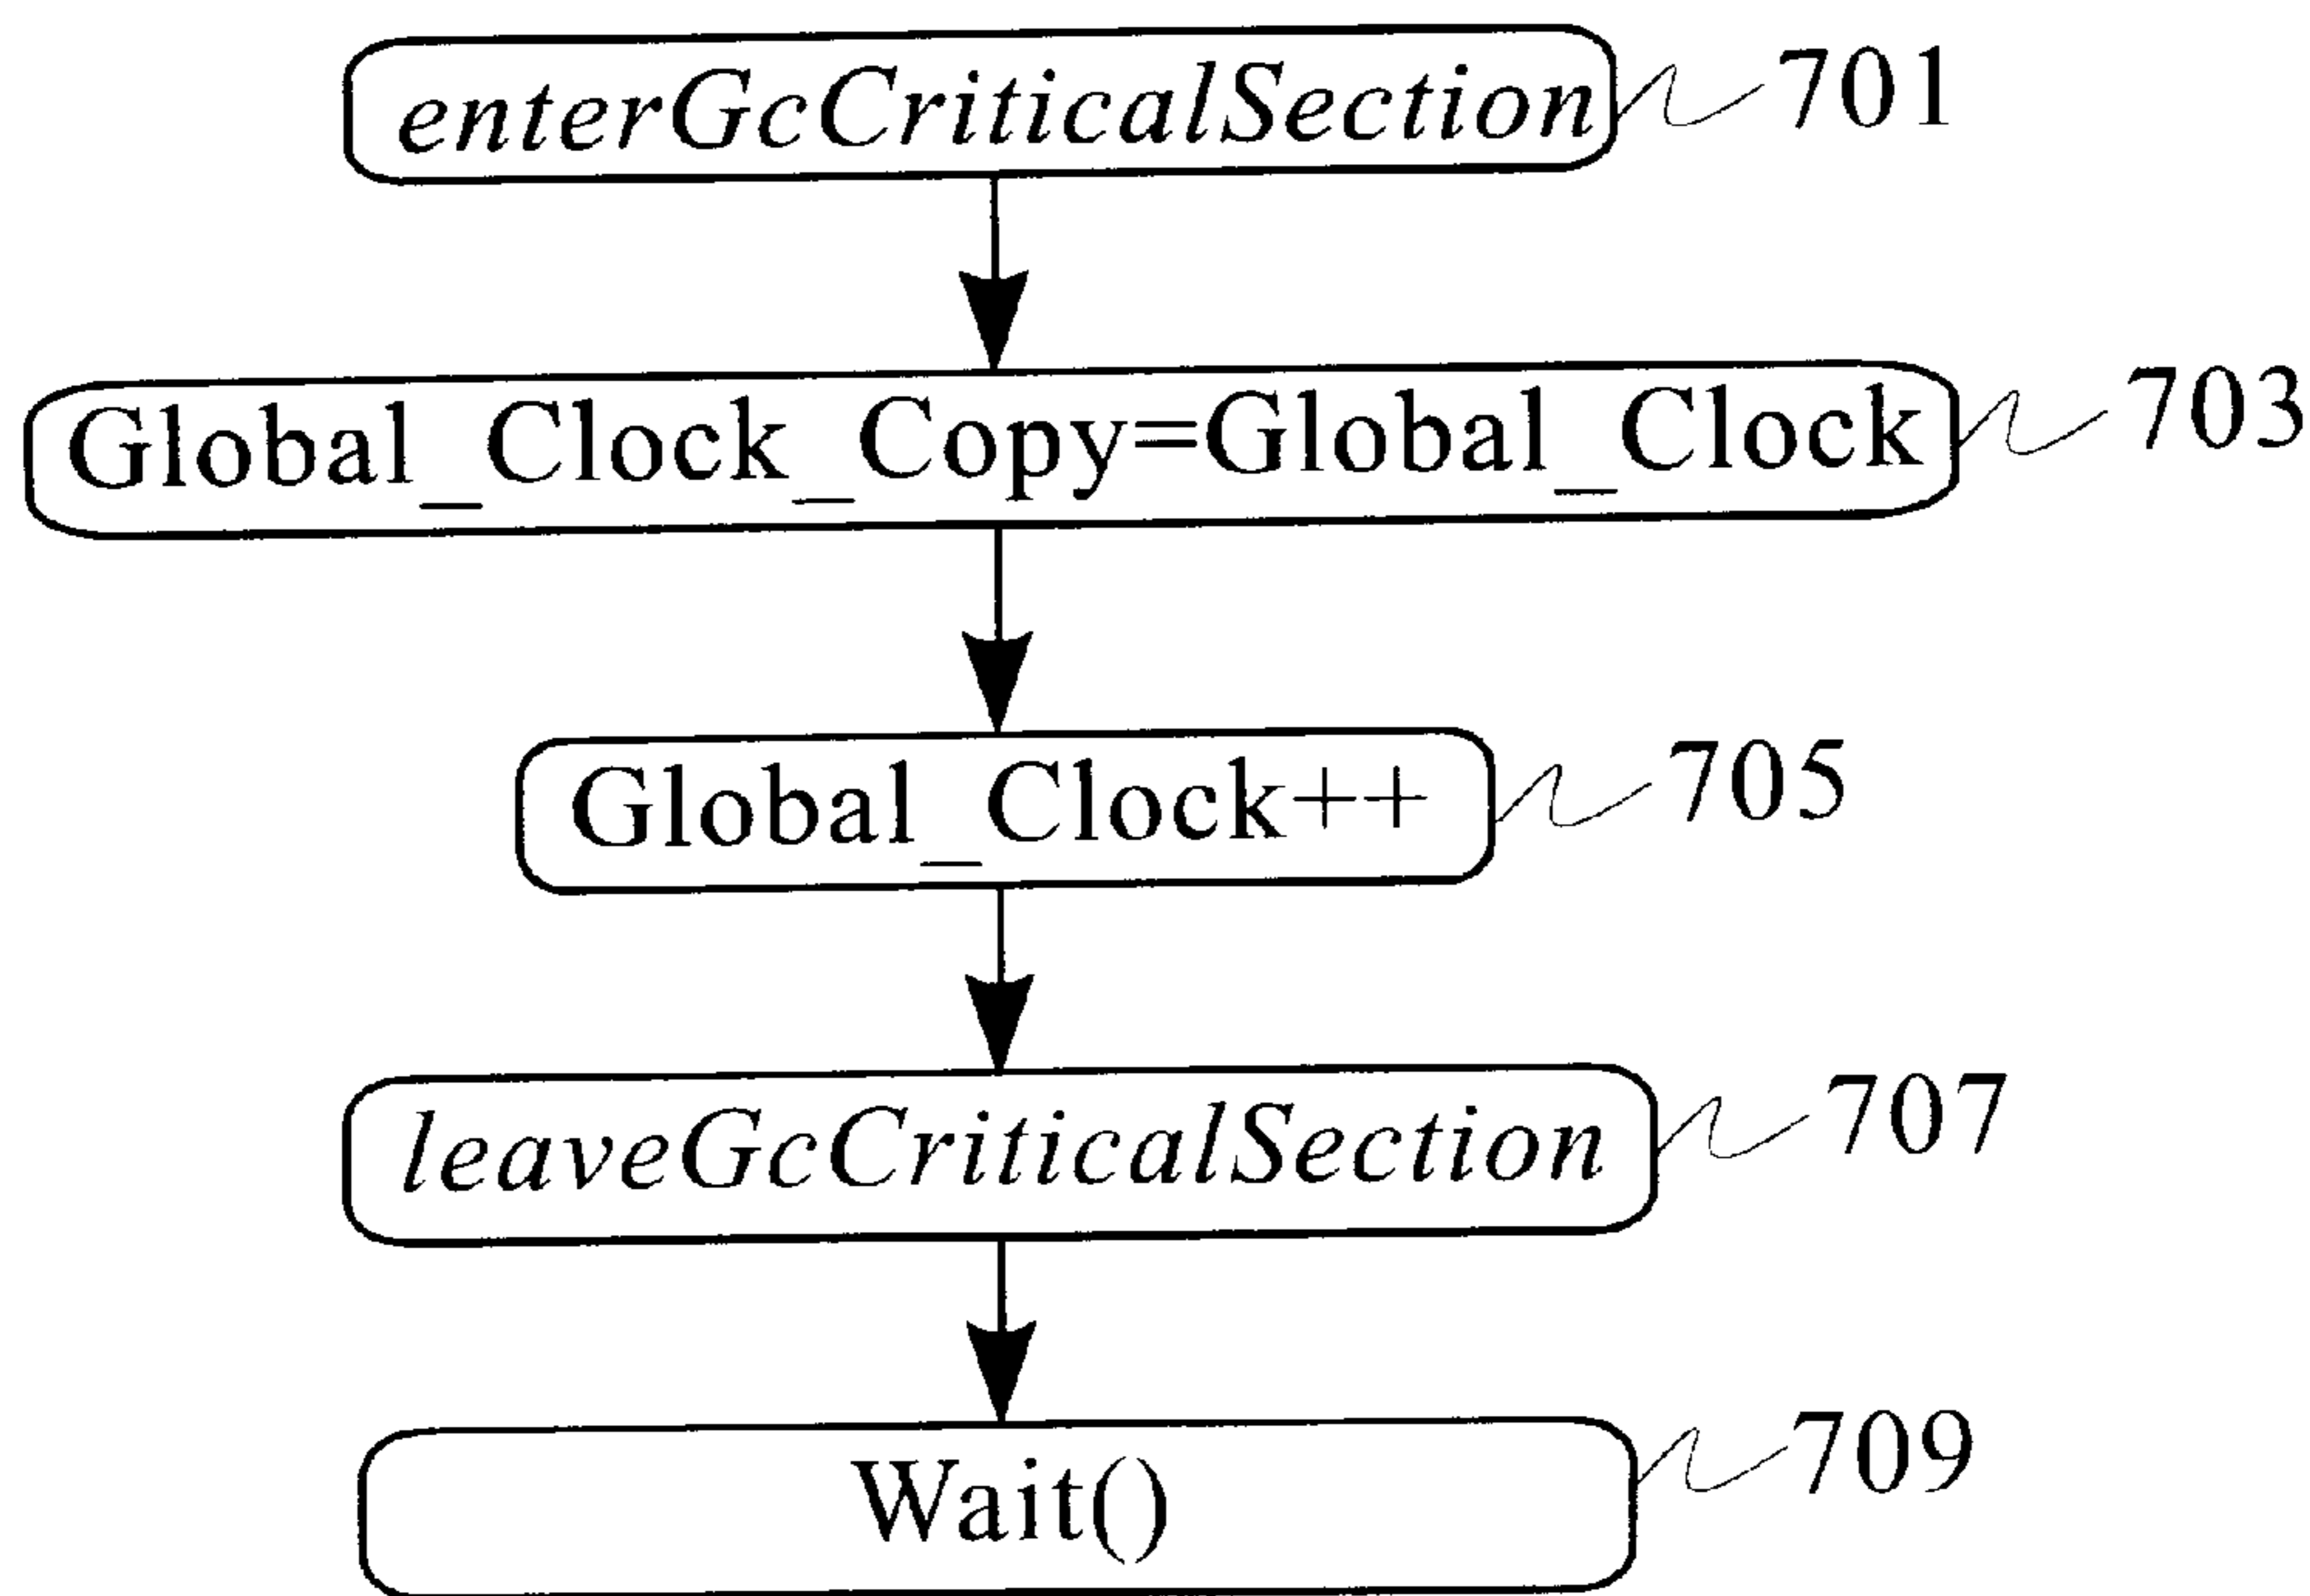 enterGcCriticalSection 701
Global_Clock_Copy=Global_Clock 703
Global_Clock++ 705
leaveGcCriticalSection 707
Wait() 709